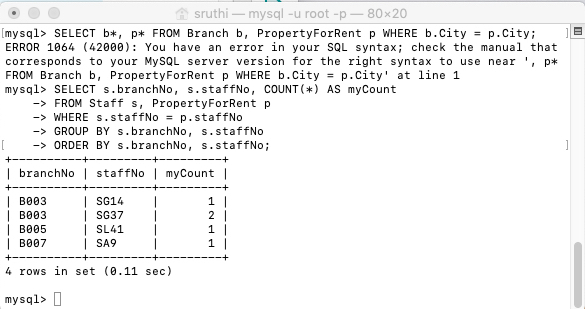 sruthi — mysql -u root -p — 80×20
[mysql> SELECT b*, p* FROM Branch b, PropertyForRent p WHERE b.City = p.City; ]
ERROR 1064 (42000): You have an error in your SQL syntax; check the manual that
corresponds to your MySQL server version for the right syntax to use near ', p*
FROM Branch b, PropertyForRent p WHERE b.City = p.City' at line 1
mysql> SELECT s.branchNo, s.staffNo, COUNT(*) AS myCount
    -> FROM Staff s, PropertyForRent p
    -> WHERE s.staffNo = p.staffNo
    -> GROUP BY s.branchNo, s.staffNo
[    -> ORDER BY s.branchNo, s.staffNo; ]
+----------+---------+---------+
| branchNo | staffNo | myCount |
+----------+---------+---------+
| B003     | SG14    |       1 |
| B003     | SG37    |       2 |
| B005     | SL41    |       1 |
| B007     | SA9     |       1 |
+----------+---------+---------+
4 rows in set (0.11 sec)
mysql>